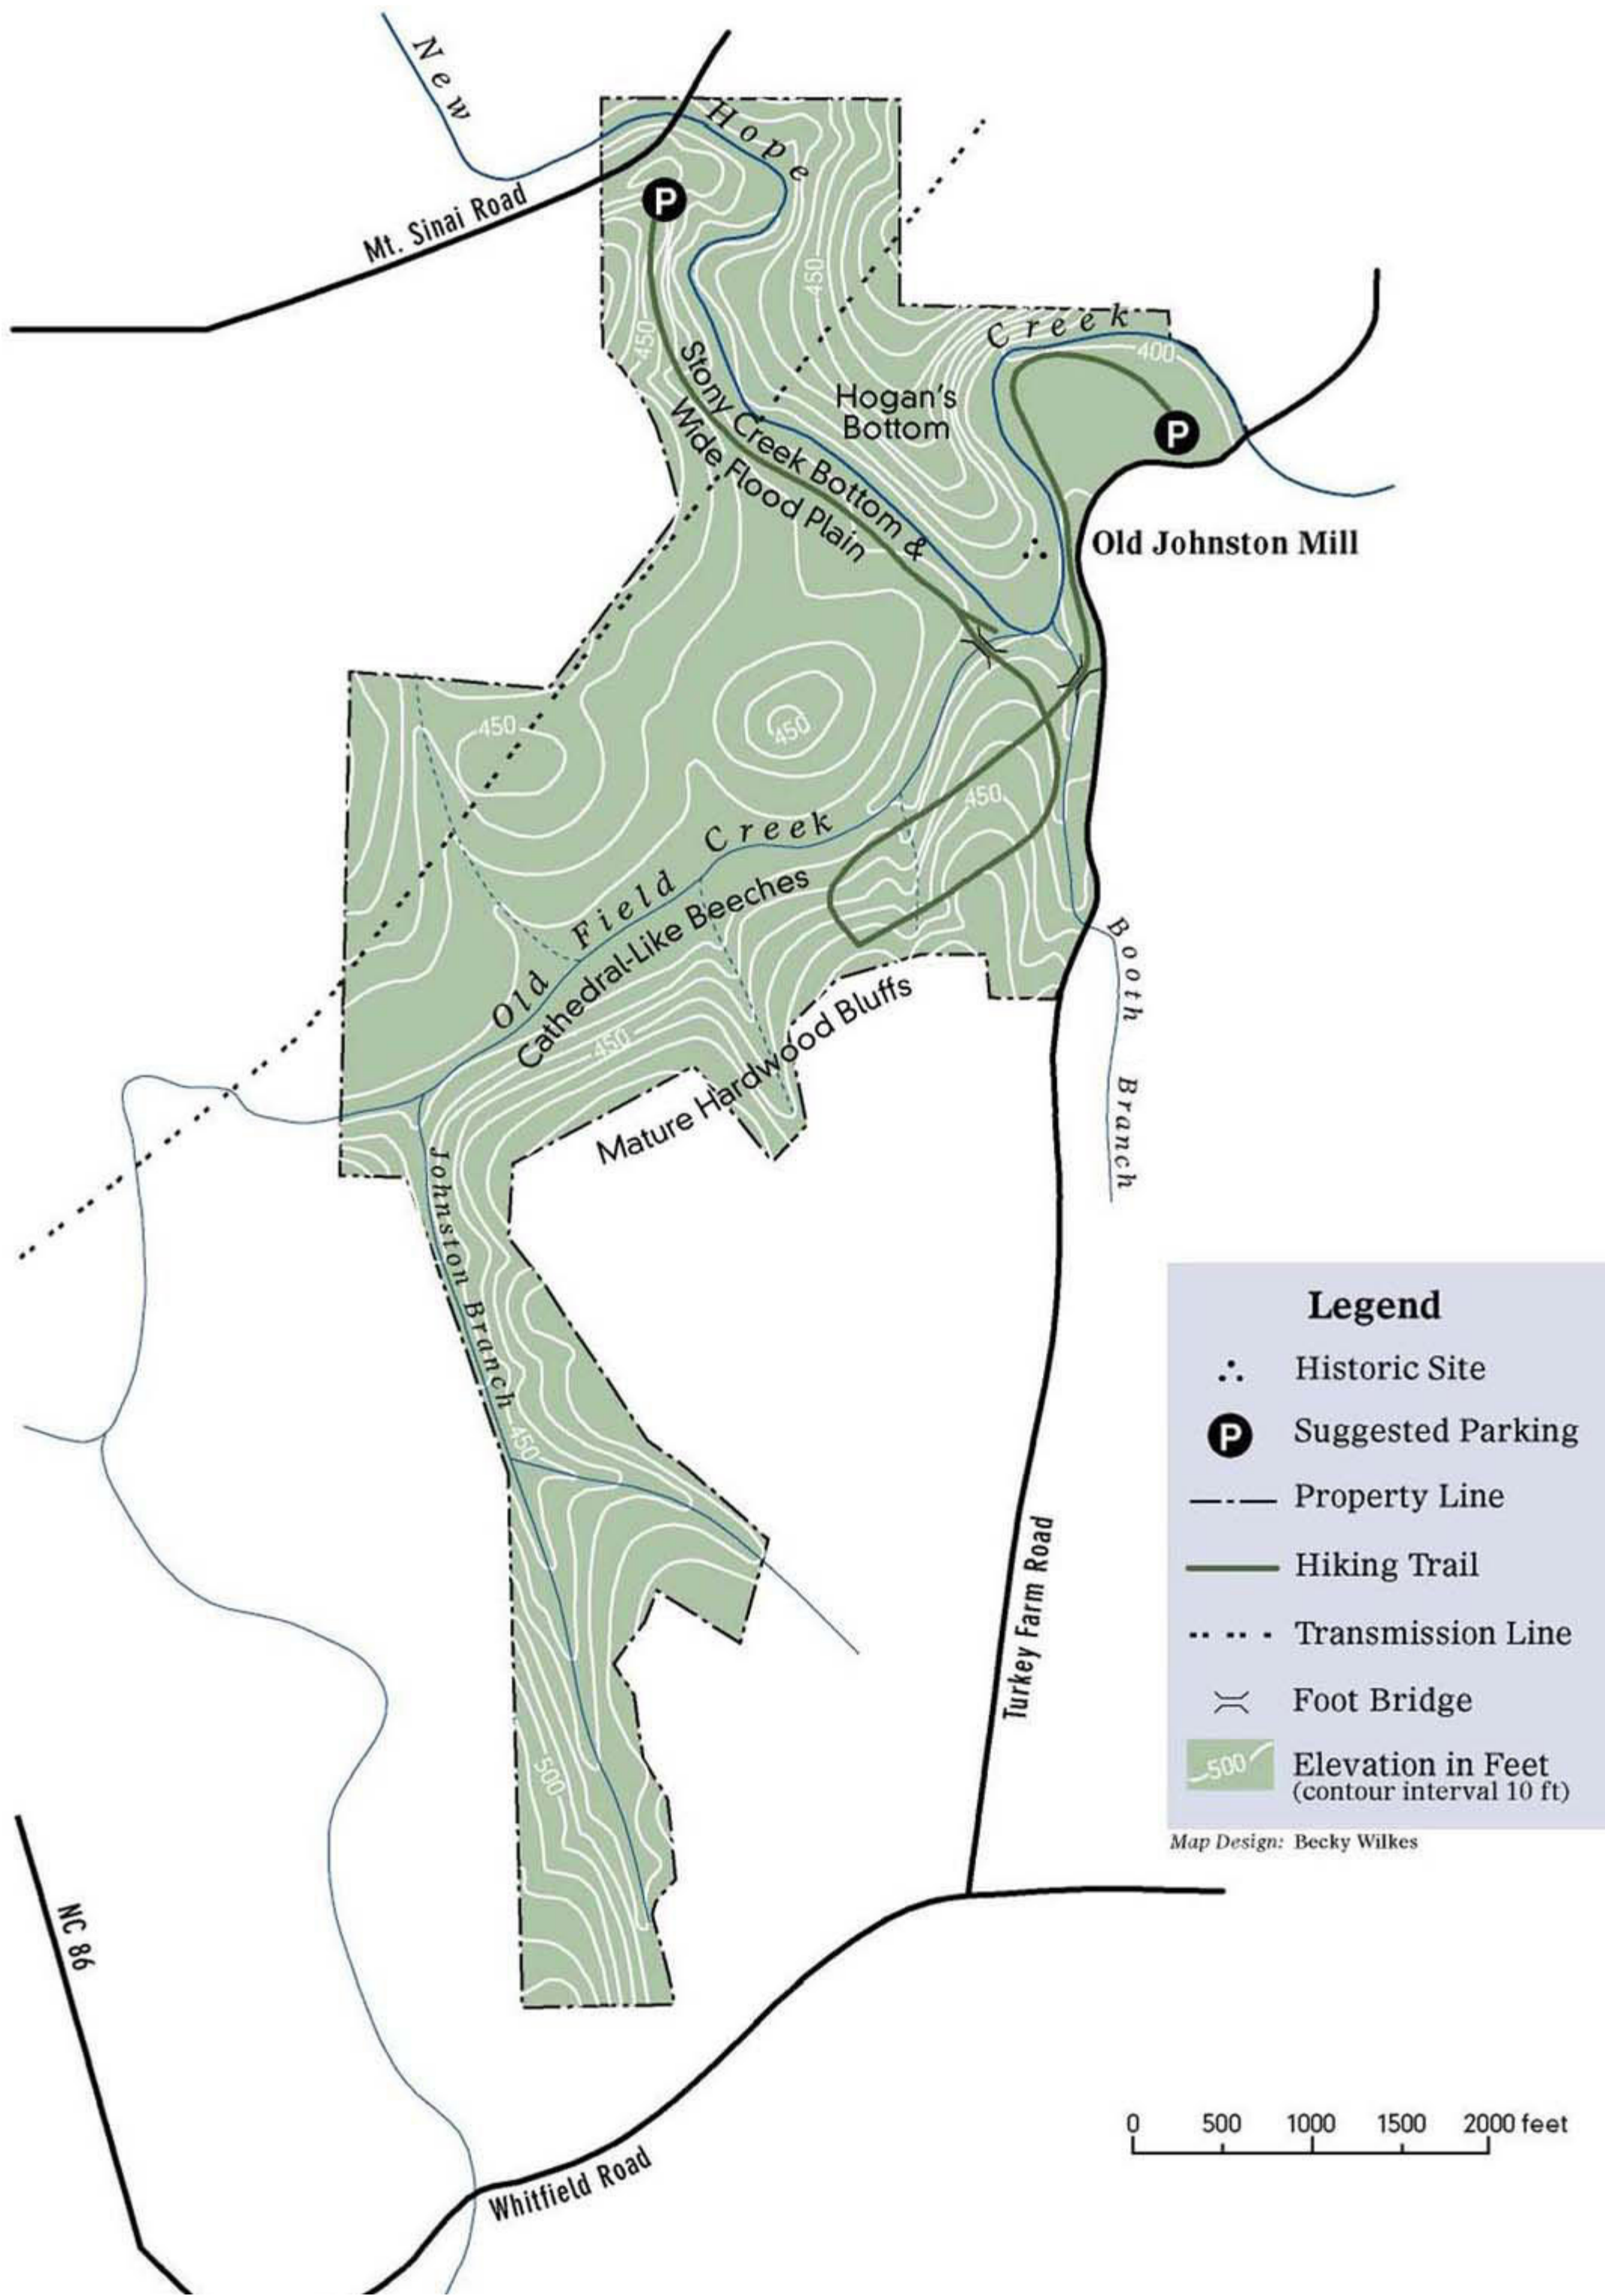 New
Hope
Creek
Mt. Sinai Road
P
450
450
400
Stony Creek Bottom &
Wide Flood Plain
Hogan's
Bottom
P
Old Johnston Mill
450
450
450
Old Field Creek
Cathedral-Like Beeches
450
Mature Hardwood Bluffs
Booth Branch
Johnston Branch
450
500
Turkey Farm Road
NC 86
Whitfield Road
Legend
Historic Site
P Suggested Parking
Property Line
Hiking Trail
Transmission Line
Foot Bridge
500 Elevation in Feet
(contour interval 10 ft)
Map Design: Becky Wilkes
0 500 1000 1500 2000 feet